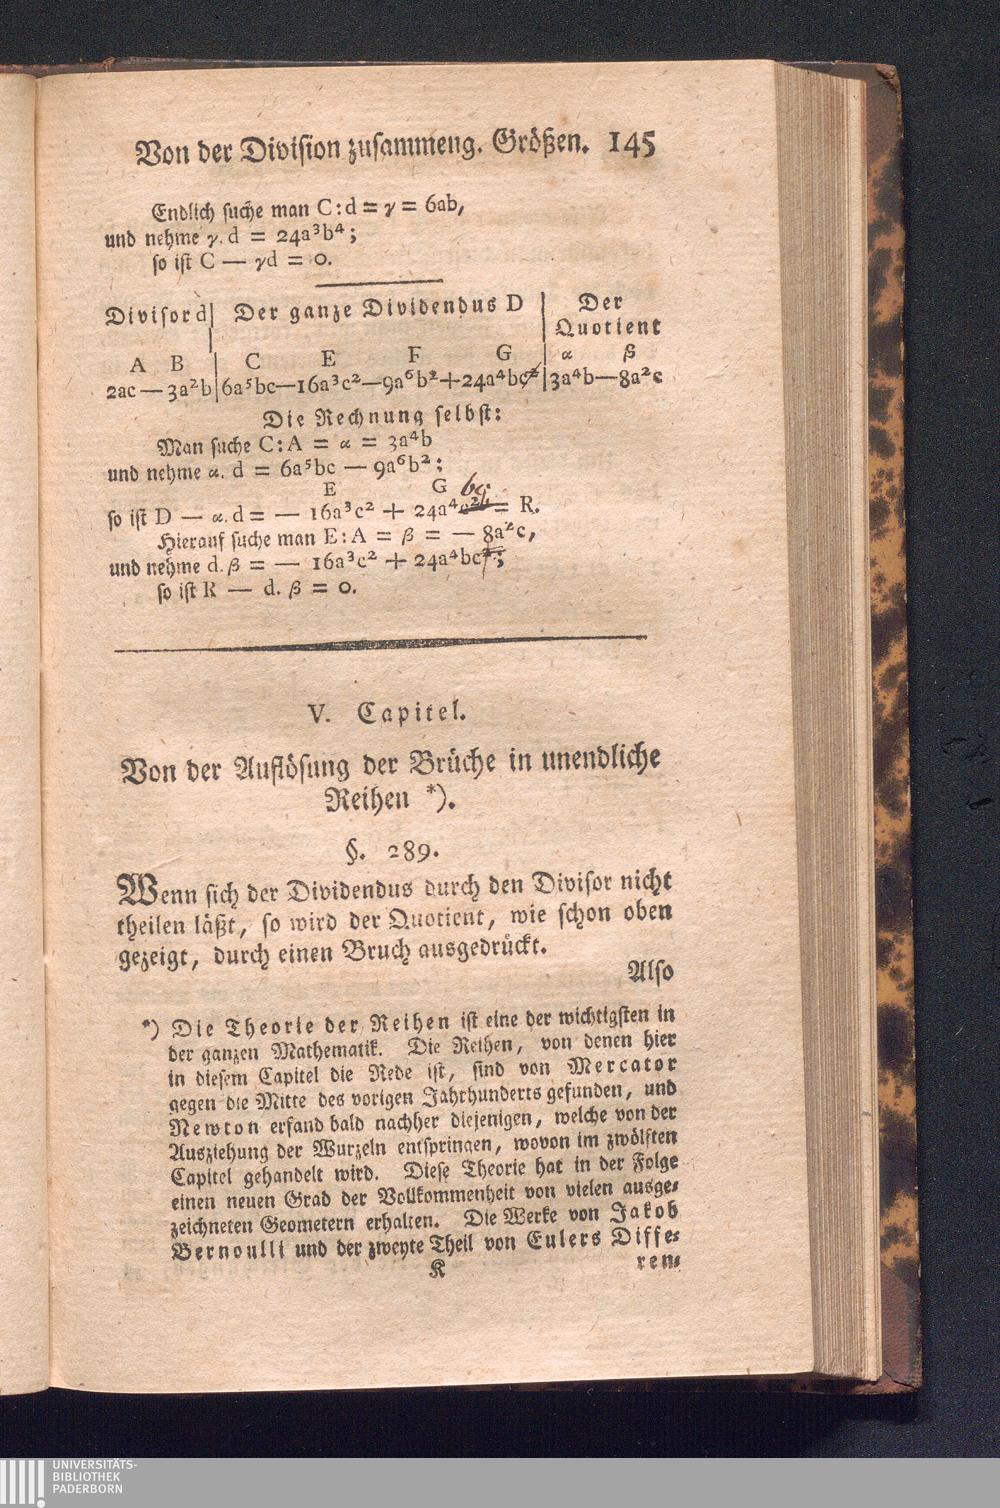 Von der Division zusammeng. Größen. 145
Endlich suche man C:d = γ = 6ab,
und nehme γ. d = 24a³b⁴;
so ist C — γd = 0.
Divisor d| Der ganze Dividendus D | Der
Quotient
A B | C E F G | α β
2ac — 3a²b|6a⁵bc—16a³c²—9a⁶b²+24a⁴bc²|3a⁴b—8a²c
Die Rechnung selbst:
Man suche C:A = α = 3a⁴b
und nehme α. d = 6a⁵bc — 9a⁶b²;
E G bc
so ist D — α.d = — 16a³c² + 24a⁴c²b = R.
Hierauf suche man E:A = β = — 8a²c,
und nehme d.β = — 16a³c² + 24a⁴bc²;
so ist R — d. β = 0.
V. Capitel.
Von der Auflösung der Brüche in unendliche
Reihen *).
§. 289.
Wenn sich der Dividendus durch den Divisor nicht
theilen läßt, so wird der Quotient, wie schon oben
gezeigt, durch einen Bruch ausgedrückt.
Also
*) Die Theorie der Reihen ist eine der wichtigsten in
der ganzen Mathematik. Die Reihen, von denen hier
in diesem Capitel die Rede ist, sind von Mercator
gegen die Mitte des vorigen Jahrhunderts gefunden, und
Newton erfand bald nachher diejenigen, welche von der
Ausziehung der Wurzeln entspringen, wovon im zwölften
Capitel gehandelt wird. Diese Theorie hat in der Folge
einen neuen Grad der Vollkommenheit von vielen ausge-
zeichneten Geometern erhalten. Die Werke von Jakob
Bernoulli und der zweyte Theil von Eulers Diffe-
K ren-
UNIVERSITÄTS-
BIBLIOTHEK
PADERBORN